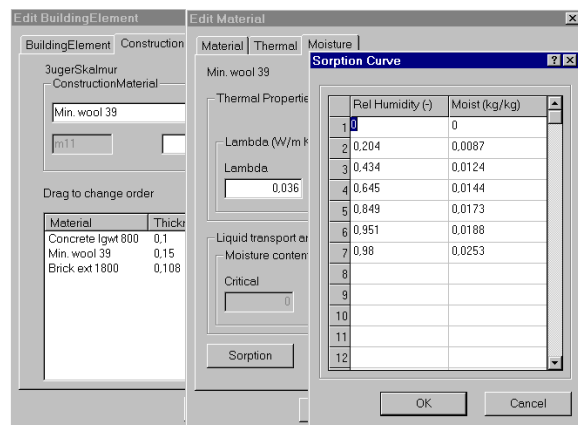 Edit BuildingElement
BuildingElement Construction
3ugerSkalmur
ConstructionMaterial
Min. wool 39
m11
Drag to change order
Material Thickn
Concrete lgwt 800 0,1
Min. wool 39 0,15
Brick ext 1800 0,108
Edit Material
Material Thermal Moisture
Min. wool 39
Thermal Propertie
Lambda (W/m K
Lambda
0,036
Liquid transport an
Moisture content
Critical
0
Sorption
Sorption Curve
Rel Humidity (-) Moist (kg/kg)
1 0 0
2 0,204 0,0087
3 0,434 0,0124
4 0,645 0,0144
5 0,849 0,0173
6 0,951 0,0188
7 0,98 0,0253
8
9
10
11
12
OK Cancel